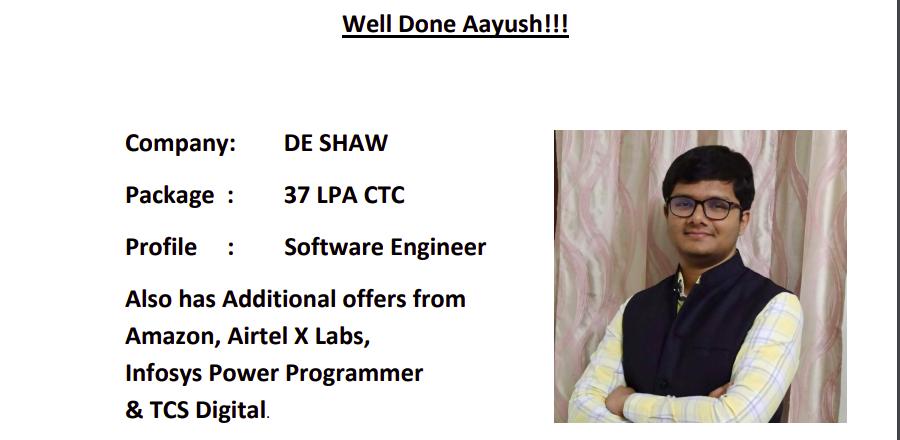 Well Done Aayush!!!
Company: DE SHAW
Package : 37 LPA CTC
Profile : Software Engineer
Also has Additional offers from
Amazon, Airtel X Labs,
Infosys Power Programmer
& TCS Digital.